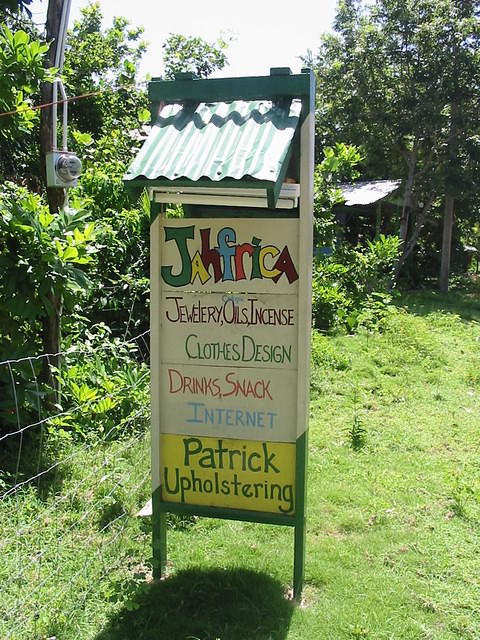 Jahfrica
Jewelery, Oils, Incense
Clothes Design
Drinks, Snack
Internet
Patrick
Upholstering